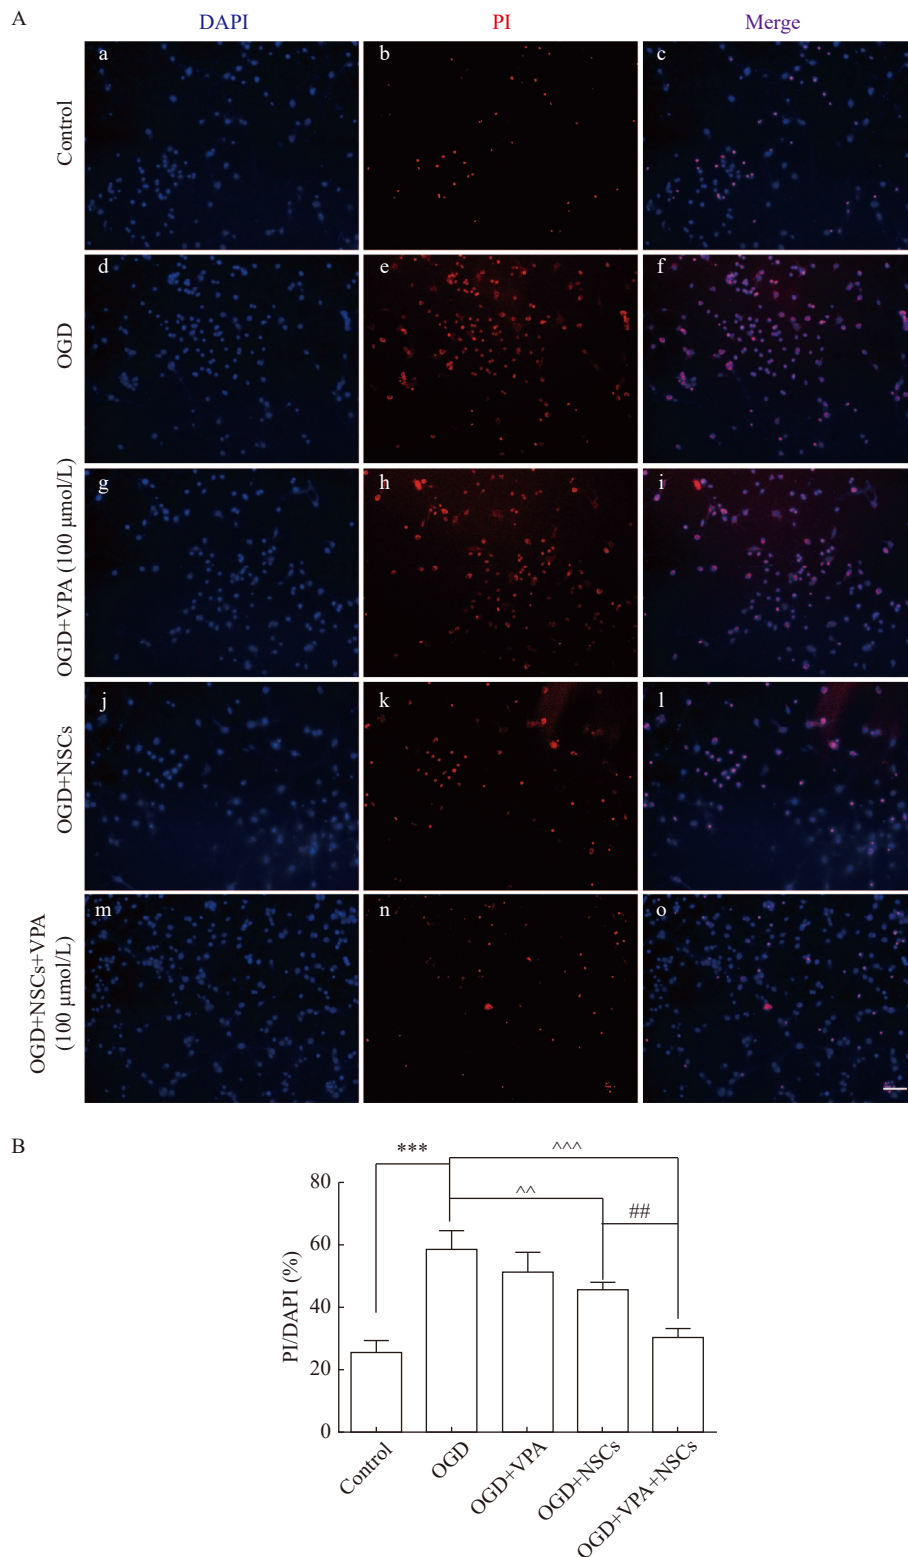 A
DAPI
PI
Merge
Control
a
b
c
OGD
d
e
f
OGD+VPA (100 μmol/L)
g
h
i
OGD+NSCs
j
k
l
OGD+NSCs+VPA
(100 μmol/L)
m
n
o
B
***
^^^
^^
##
PI/DAPI (%)
80
60
40
20
0
Control
OGD
OGD+VPA
OGD+NSCs
OGD+VPA+NSCs